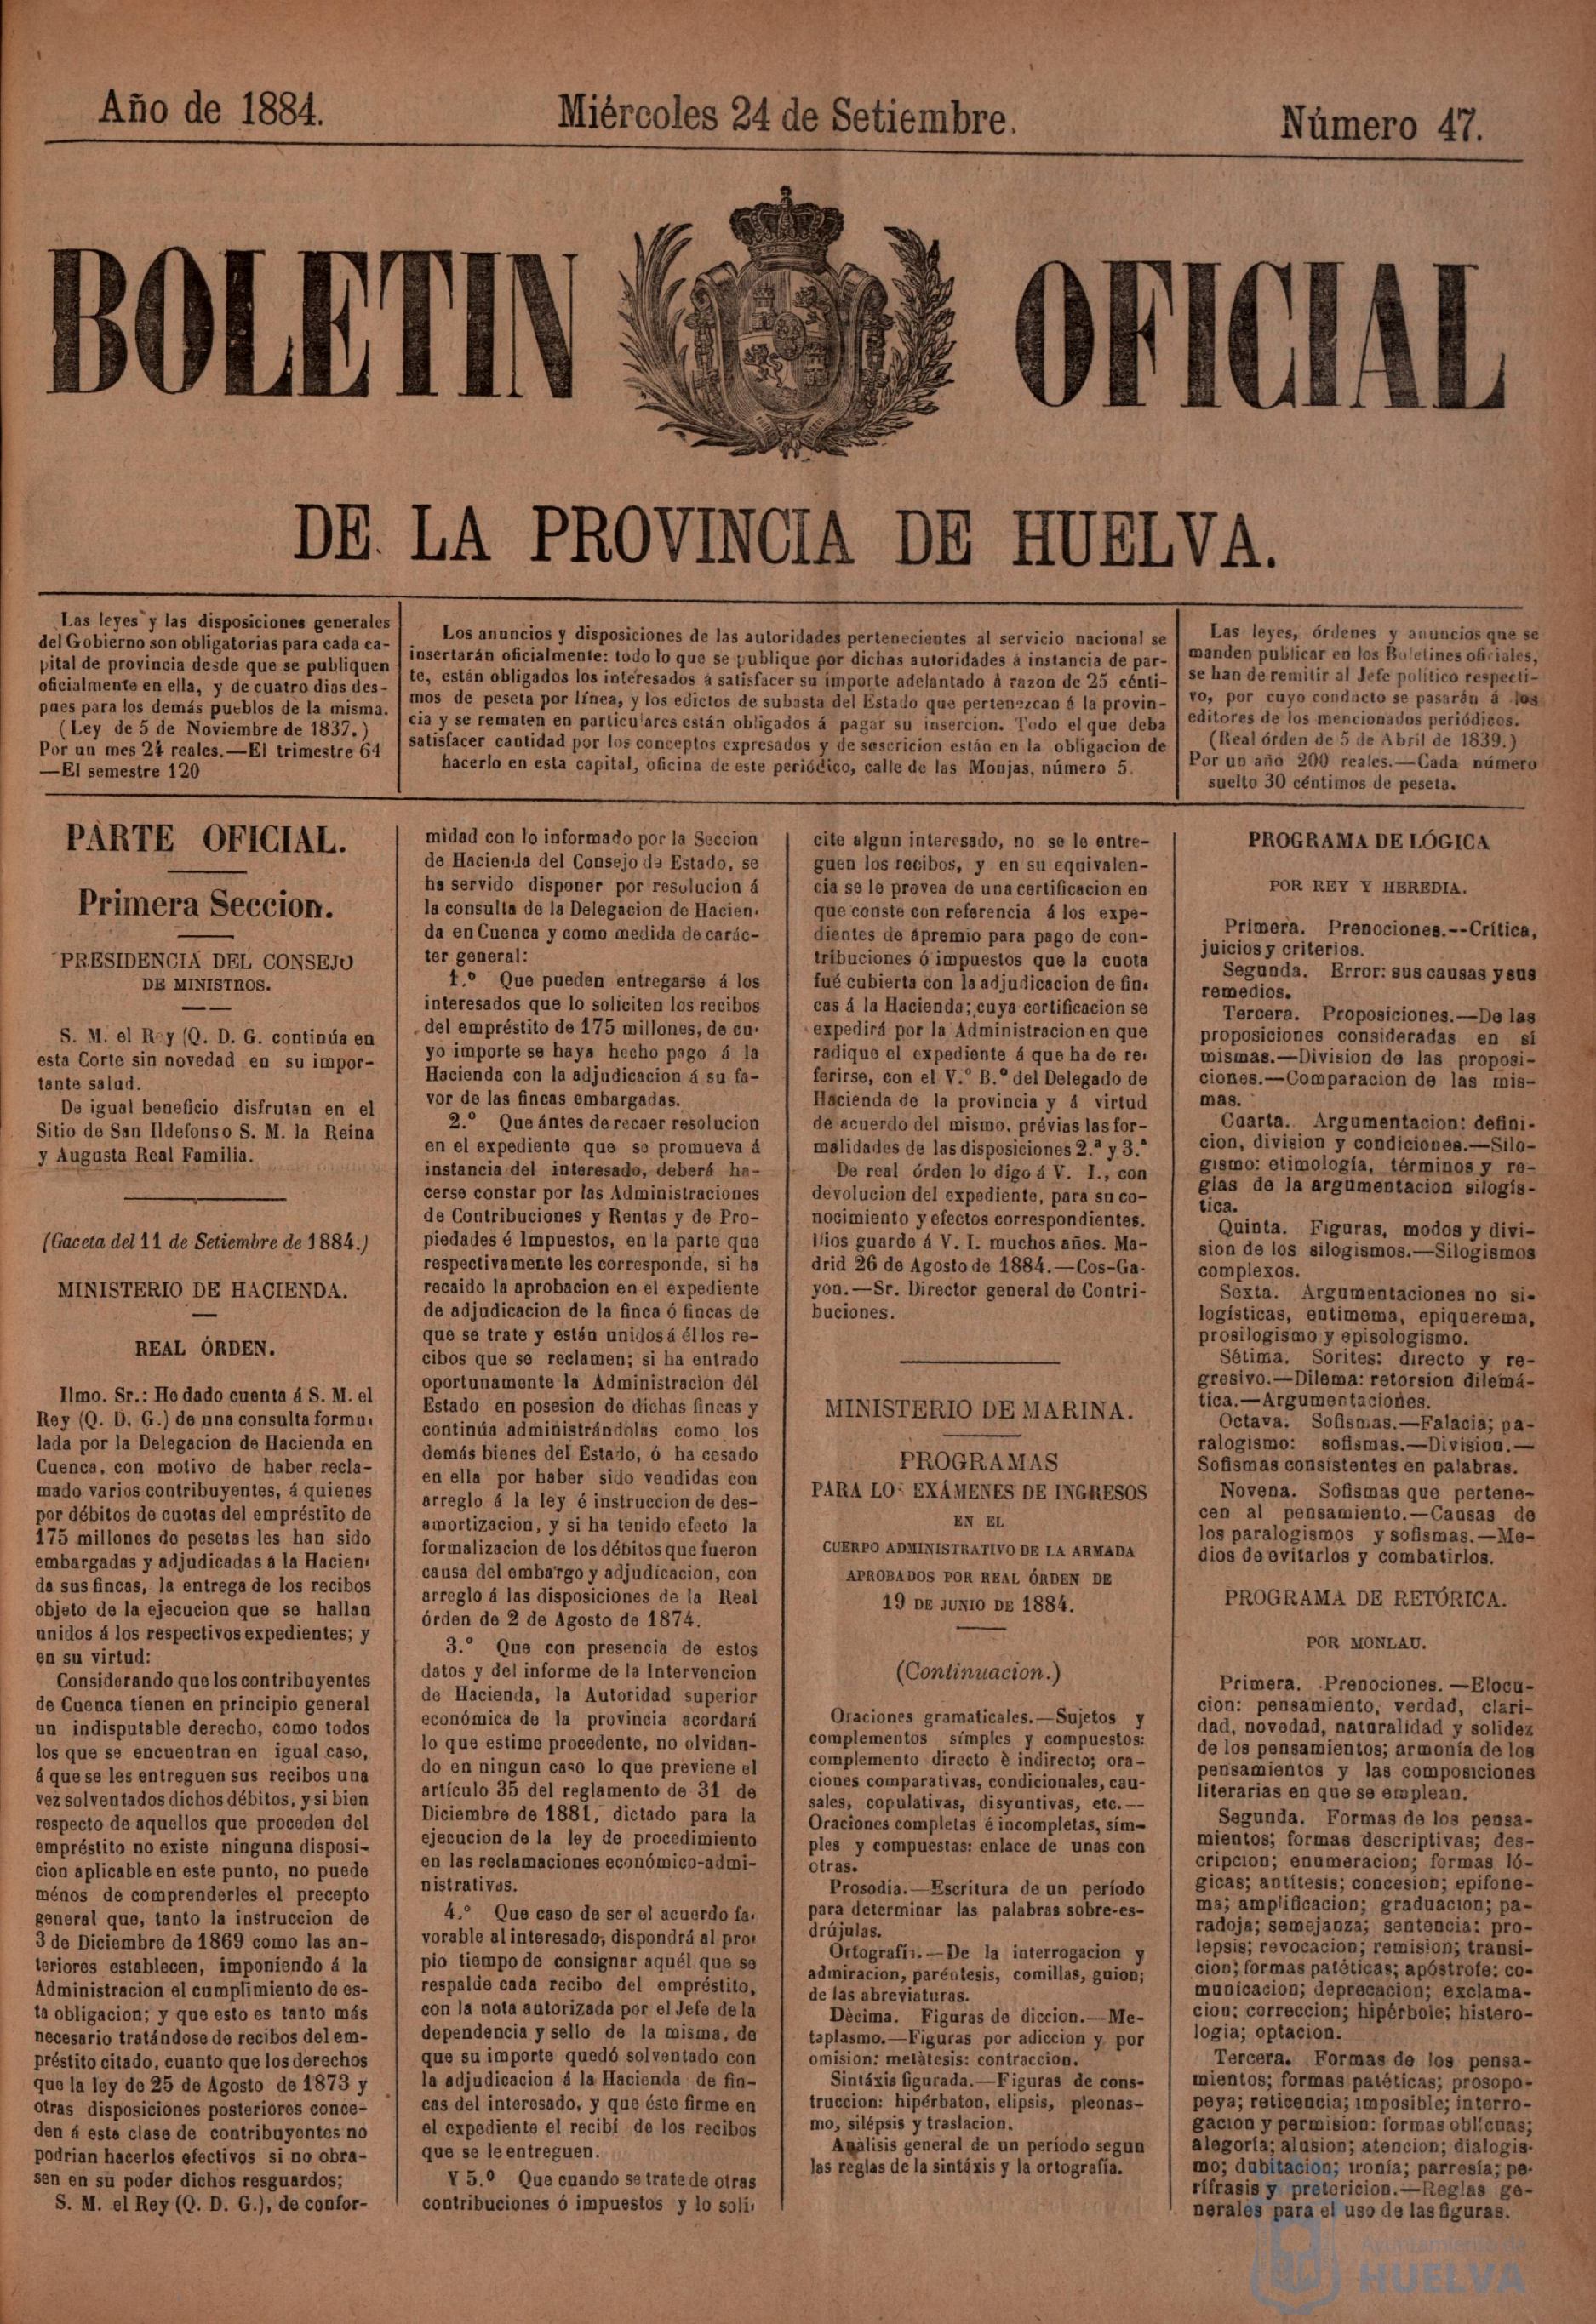 Año de 1884.
Miércoles 24 de Setiembre.
Número 47.
BOLETIN OFICIAL
DE LA PROVINCIA DE HUELVA.
Las leyes y las disposiciones generales
del Gobierno son obligatorias para cada ca-
pital de provincia desde que se publiquen
oficialmente en ella, y de cuatro dias des-
pues para los demás pueblos de la misma.
(Ley de 5 de Noviembre de 1837.)
Por un mes 24 reales.—El trimestre 64
—El semestre 120
Los anuncios y disposiciones de las autoridades pertenecientes al servicio nacional se
insertarán oficialmente: todo lo que se publique por dichas autoridades á instancia de par-
te, están obligados los interesados á satisfacer su importe adelantado á razon de 25 cénti-
mos de peseta por línea, y los edictos de subasta del Estado que pertenezcan á la provin-
cia y se rematen en particulares están obligados á pagar su insercion. Todo el que deba
satisfacer cantidad por los conceptos expresados y de suscricion están en la obligacion de
hacerlo en esta capital, oficina de este periódico, calle de las Monjas, número 5.
Las leyes, órdenes y anuncios que se
manden publicar en los Boletines oficiales,
se han de remitir al Jefe político respecti-
vo, por cuyo conducto se pasarán á los
editores de los mencionados periódicos.
(Real órden de 5 de Abril de 1839.)
Por un año 200 reales.—Cada número
suelto 30 céntimos de peseta.
PARTE OFICIAL.
Primera Seccion.
PRESIDENCIA DEL CONSEJO
DE MINISTROS.
S. M. el Rey (Q. D. G. continúa en
esta Corte sin novedad en su impor-
tante salud.
De igual beneficio disfrutan en el
Sitio de San Ildefonso S. M. la Reina
y Augusta Real Familia.
(Gaceta del 11 de Setiembre de 1884.)
MINISTERIO DE HACIENDA.
REAL ÓRDEN.
Ilmo. Sr.: He dado cuenta á S. M. el
Rey (Q. D. G.) de una consulta formu-
lada por la Delegacion de Hacienda en
Cuenca, con motivo de haber recla-
mado varios contribuyentes, á quienes
por débitos de cuotas del empréstito de
175 millones de pesetas les han sido
embargadas y adjudicadas á la Hacien-
da sus fincas, la entrega de los recibos
objeto de la ejecucion que se hallan
unidos á los respectivos expedientes; y
en su virtud:
Considerando que los contribuyentes
de Cuenca tienen en principio general
un indisputable derecho, como todos
los que se encuentran en igual caso,
á que se les entreguen sus recibos una
vez solventados dichos débitos, y si bien
respecto de aquellos que proceden del
empréstito no existe ninguna disposi-
cion aplicable en este punto, no puede
ménos de comprenderles el precepto
general que, tanto la instruccion de
3 de Diciembre de 1869 como las an-
teriores establecen, imponiendo á la
Administracion el cumplimiento de es-
ta obligacion; y que esto es tanto más
necesario tratándose de recibos del em-
préstito citado, cuanto que los derechos
que la ley de 25 de Agosto de 1873 y
otras disposiciones posteriores conce-
den á esta clase de contribuyentes no
podrian hacerlos efectivos si no obra-
sen en su poder dichos resguardos;
S. M. el Rey (Q. D. G.), de confor-
midad con lo informado por la Seccion
de Hacienda del Consejo de Estado, se
ha servido disponer por resolucion á
la consulta de la Delegacion de Hacien-
da en Cuenca y como medida de carác-
ter general:
1.º Que pueden entregarse á los
interesados que lo soliciten los recibos
del empréstito de 175 millones, de cu-
yo importe se haya hecho pago á la
Hacienda con la adjudicacion á su fa-
vor de las fincas embargadas.
2.º Que ántes de recaer resolucion
en el expediente que se promueva á
instancia del interesado, deberá ha-
cerse constar por las Administraciones
de Contribuciones y Rentas y de Pro-
piedades é Impuestos, en la parte que
respectivamente les corresponde, si ha
recaido la aprobacion en el expediente
de adjudicacion de la finca ó fincas de
que se trate y están unidos á él los re-
cibos que se reclamen; si ha entrado
oportunamente la Administracion del
Estado en posesion de dichas fincas y
continúa administrándolas como los
demás bienes del Estado, ó ha cesado
en ella por haber sido vendidas con
arreglo á la ley é instruccion de des-
amortizacion, y si ha tenido efecto la
formalizacion de los débitos que fueron
causa del embargo y adjudicacion, con
arreglo á las disposiciones de la Real
órden de 2 de Agosto de 1874.
3.º Que con presencia de estos
datos y del informe de la Intervencion
de Hacienda, la Autoridad superior
económica de la provincia acordará
lo que estime procedente, no olvidan-
do en ningun caso lo que previene el
artículo 35 del reglamento de 31 de
Diciembre de 1881, dictado para la
ejecucion de la ley de procedimiento
en las reclamaciones económico-admi-
nistrativas.
4.º Que caso de ser el acuerdo fa-
vorable al interesado, dispondrá al pro-
pio tiempo de consignar aquél que se
respalde cada recibo del empréstito,
con la nota autorizada por el Jefe de la
dependencia y sello de la misma, de
que su importe quedó solventado con
la adjudicacion á la Hacienda de fin-
cas del interesado, y que éste firme en
el expediente el recibí de los recibos
que se le entreguen.
Y 5.º Que cuando se trate de otras
contribuciones ó impuestos y lo soli-
cite algun interesado, no se le entre-
guen los recibos, y en su equivalen-
cia se le provea de una certificacion en
que conste con referencia á los expe-
dientes de apremio para pago de con-
tribuciones ó impuestos que la cuota
fué cubierta con la adjudicacion de fin-
cas á la Hacienda; cuya certificacion se
expedirá por la Administracion en que
radique el expediente á que ha de re-
ferirse, con el V.º B.º del Delegado de
Hacienda de la provincia y á virtud
de acuerdo del mismo, prévias las for-
malidades de las disposiciones 2.ª y 3.ª
De real órden lo digo á V. I., con
devolucion del expediente, para su co-
nocimiento y efectos correspondientes.
Dios guarde á V. I. muchos años. Ma-
drid 26 de Agosto de 1884.—Cos-Ga-
yon.—Sr. Director general de Contri-
buciones.
MINISTERIO DE MARINA.
PROGRAMAS
PARA LOS EXÁMENES DE INGRESOS
EN EL
CUERPO ADMINISTRATIVO DE LA ARMADA
APROBADOS POR REAL ÓRDEN DE
19 DE JUNIO DE 1884.
(Continuacion.)
Oraciones gramaticales.—Sujetos y
complementos simples y compuestos:
complemento directo é indirecto; ora-
ciones comparativas, condicionales, cau-
sales, copulativas, disyuntivas, etc.—
Oraciones completas é incompletas, sim-
ples y compuestas: enlace de unas con
otras.
Prosodia.—Escritura de un período
para determinar las palabras sobre-es-
drújulas.
Ortografía.—De la interrogacion y
admiracion, paréntesis, comillas, guion;
de las abreviaturas.
Dècima. Figuras de diccion.—Me-
taplasmo.—Figuras por adiccion y por
omision: metátesis: contraccion.
Sintáxis figurada.—Figuras de cons-
truccion: hipérbaton, elipsis, pleonas-
mo, silépsis y traslacion.
Análisis general de un período segun
las reglas de la sintáxis y la ortografía.
PROGRAMA DE LÓGICA
POR REY Y HEREDIA.
Primera. Prenociones.--Crítica,
juicios y criterios.
Segunda. Error: sus causas y sus
remedios.
Tercera. Proposiciones.—De las
proposiciones consideradas en sí
mismas.—Division de las proposi-
ciones.—Comparacion de las mis-
mas.
Cuarta. Argumentacion: defini-
cion, division y condiciones.—Silo-
gismo: etimología, términos y re-
glas de la argumentacion silogís-
tica.
Quinta. Figuras, modos y divi-
sion de los silogismos.—Silogismos
complexos.
Sexta. Argumentaciones no si-
logísticas, entimema, epiquerema,
prosilogismo y episologismo.
Sétima. Sorites: directo y re-
gresivo.—Dilema: retorsion dilemá-
tica.—Argumentaciones.
Octava. Sofismas.—Falacia; pa-
ralogismo: sofismas.—Division.—
Sofismas consistentes en palabras.
Novena. Sofismas que pertene-
cen al pensamiento.—Causas de
los paralogismos y sofismas.—Me-
dios de evitarlos y combatirlos.
PROGRAMA DE RETÓRICA.
POR MONLAU.
Primera. Prenociones.—Elocu-
cion: pensamiento, verdad, clari-
dad, novedad, naturalidad y solidez
de los pensamientos; armonía de los
pensamientos y las composiciones
literarias en que se emplean.
Segunda. Formas de los pensa-
mientos; formas descriptivas; des-
cripcion; enumeracion; formas ló-
gicas; antítesis; concesion; epifone-
ma; amplificacion; graduacion; pa-
radoja; semejanza; sentencia: pro-
lepsis; revocacion; remision; transi-
cion; formas patéticas; apóstrofe; co-
municacion; deprecacion; exclama-
cion; correccion; hipérbole; histero-
logia; optacion.
Tercera. Formas de los pensa-
mientos; formas patéticas; prosopo-
peya; reticencia; imposible; interro-
gacion y permision: formas oblícuas;
alegoría; alusion; atencion; dialogis-
mo; dubitacion; ironía; parresía; pe-
rífrasis y pretericion.—Reglas ge-
nerales para el uso de las figuras.
Ayuntamiento de
HUELVA